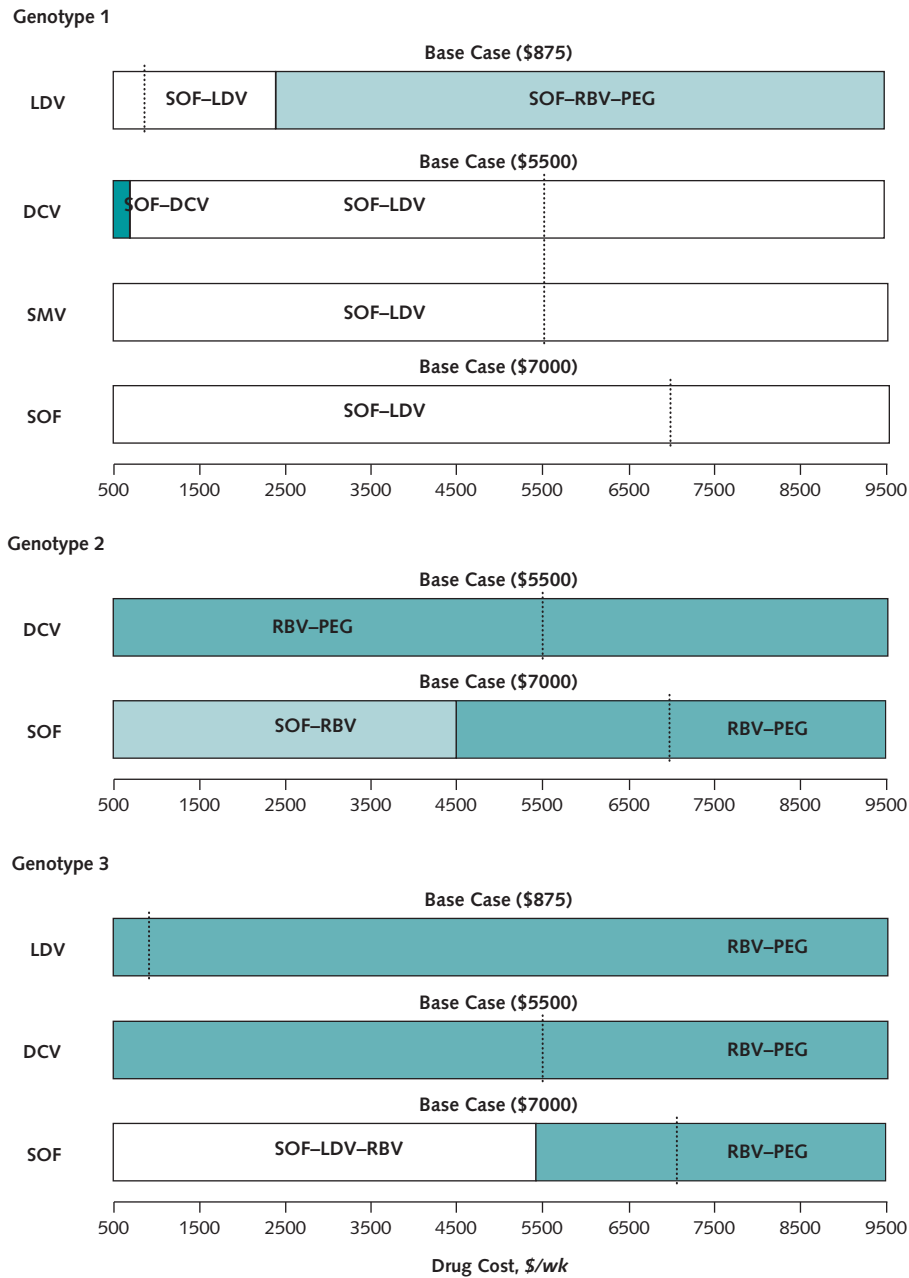 Genotype 1
Base Case ($875)
LDV
SOF–LDV
SOF–RBV–PEG
Base Case ($5500)
DCV
SOF–DCV
SOF–LDV
SMV
SOF–LDV
Base Case ($7000)
SOF
SOF–LDV
500 1500 2500 3500 4500 5500 6500 7500 8500 9500
Genotype 2
Base Case ($5500)
DCV
RBV–PEG
Base Case ($7000)
SOF
SOF–RBV
RBV–PEG
500 1500 2500 3500 4500 5500 6500 7500 8500 9500
Genotype 3
Base Case ($875)
LDV
RBV–PEG
Base Case ($5500)
DCV
RBV–PEG
Base Case ($7000)
SOF
SOF–LDV–RBV
RBV–PEG
500 1500 2500 3500 4500 5500 6500 7500 8500 9500
Drug Cost, $/wk